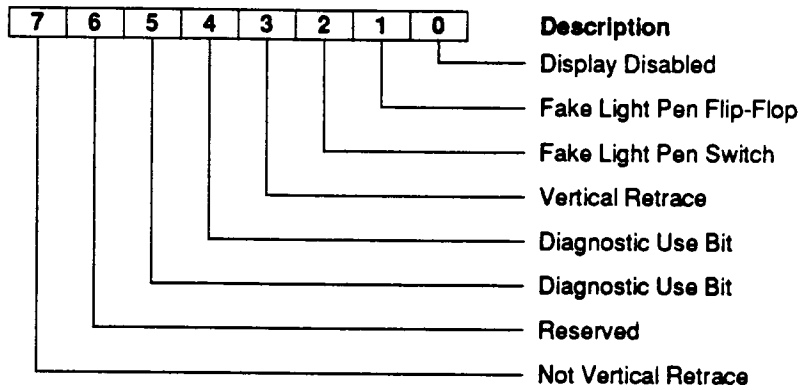 7 6 5 4 3 2 1 0 Description
Display Disabled
Fake Light Pen Flip-Flop
Fake Light Pen Switch
Vertical Retrace
Diagnostic Use Bit
Diagnostic Use Bit
Reserved
Not Vertical Retrace